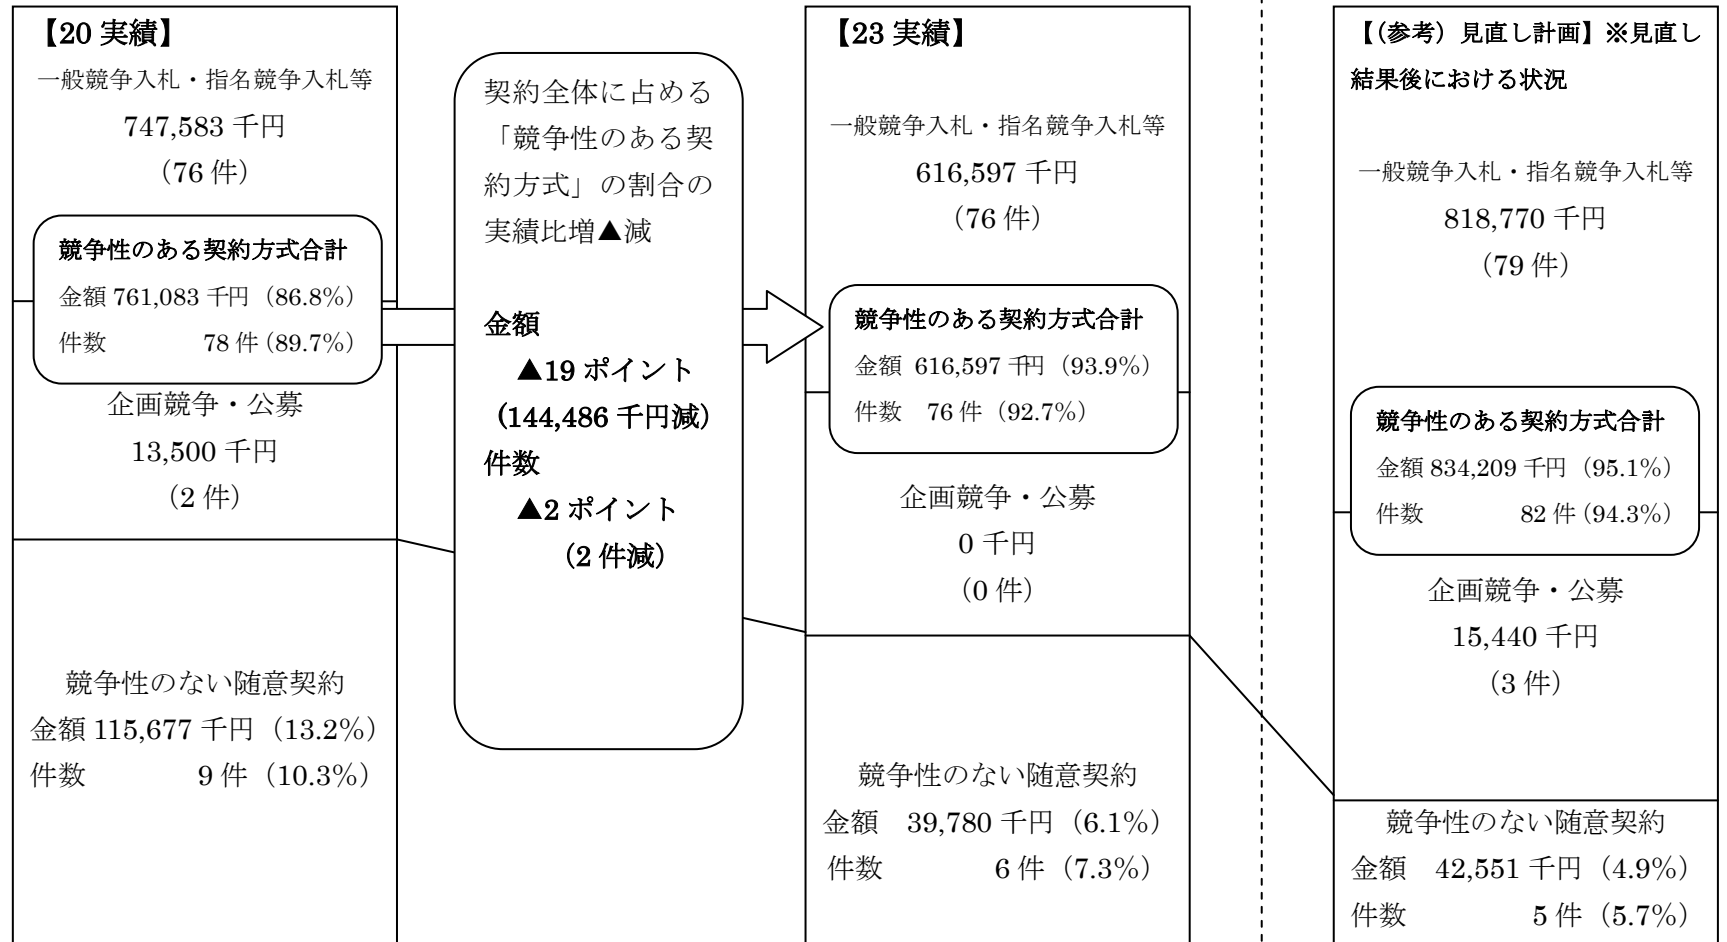 【20 実績】
一般競争入札・指名競争入札等
747,583 千円
（76 件）
競争性のある契約方式合計
金額 761,083 千円（86.8%）
件数 78 件（89.7%）
企画競争・公募
13,500 千円
（2 件）
競争性のない随意契約
金額 115,677 千円（13.2%）
件数 9 件（10.3%）
契約全体に占める
「競争性のある契
約方式」の割合の
実績比増▲減
金額
▲19 ポイント
（144,486 千円減）
件数
▲2 ポイント
（2 件減）
【23 実績】
一般競争入札・指名競争入札等
616,597 千円
（76 件）
競争性のある契約方式合計
金額 616,597 千円（93.9%）
件数 76 件（92.7%）
企画競争・公募
0 千円
（0 件）
競争性のない随意契約
金額 39,780 千円（6.1%）
件数 6 件（7.3%）
【（参考）見直し計画】※見直し
結果後における状況
一般競争入札・指名競争入札等
818,770 千円
（79 件）
競争性のある契約方式合計
金額 834,209 千円（95.1%）
件数 82 件（94.3%）
企画競争・公募
15,440 千円
（3 件）
競争性のない随意契約
金額 42,551 千円（4.9%）
件数 5 件（5.7%）